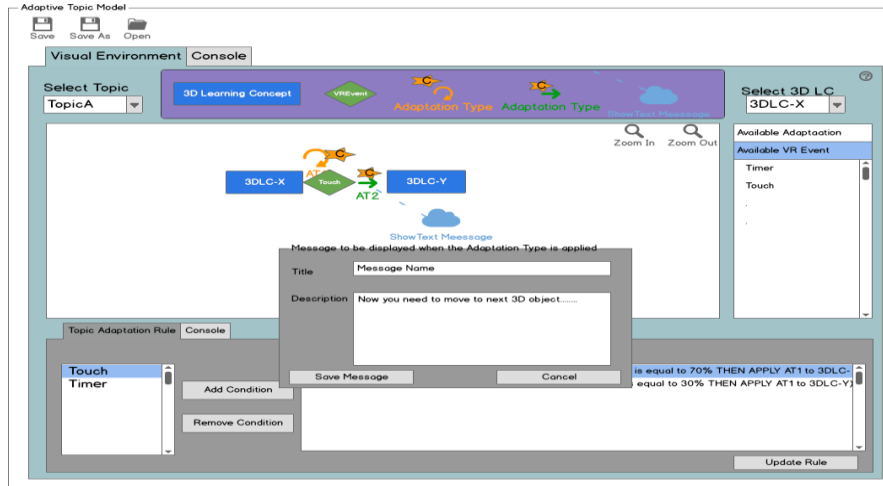 Adaptive Topic Model
Save Save As Open
Visual Environment Console
Select Topic
TopicA
3D Learning Concept
VREvent
C
Adaptation Type
C
Adaptation Type
ShowText Meessage
Select 3D LC
3DLC-X
Zoom In Zoom Out
Available Adaptaation
Available VR Event
Timer
Touch
.
.
C
3DLC-X
Touch
C
AT2
3DLC-Y
ShowText Meessage
Message to be displayed when the Adaptation Type is applied
Title Message Name
Description Now you need to move to next 3D object........
Save Message Cancel
Topic Adaptation Rule Console
Touch
Timer
Add Condition
Remove Condition
is equal to 70% THEN APPLY AT1 to 3DLC-
equal to 30% THEN APPLY AT1 to 3DLC-Y)
Update Rule